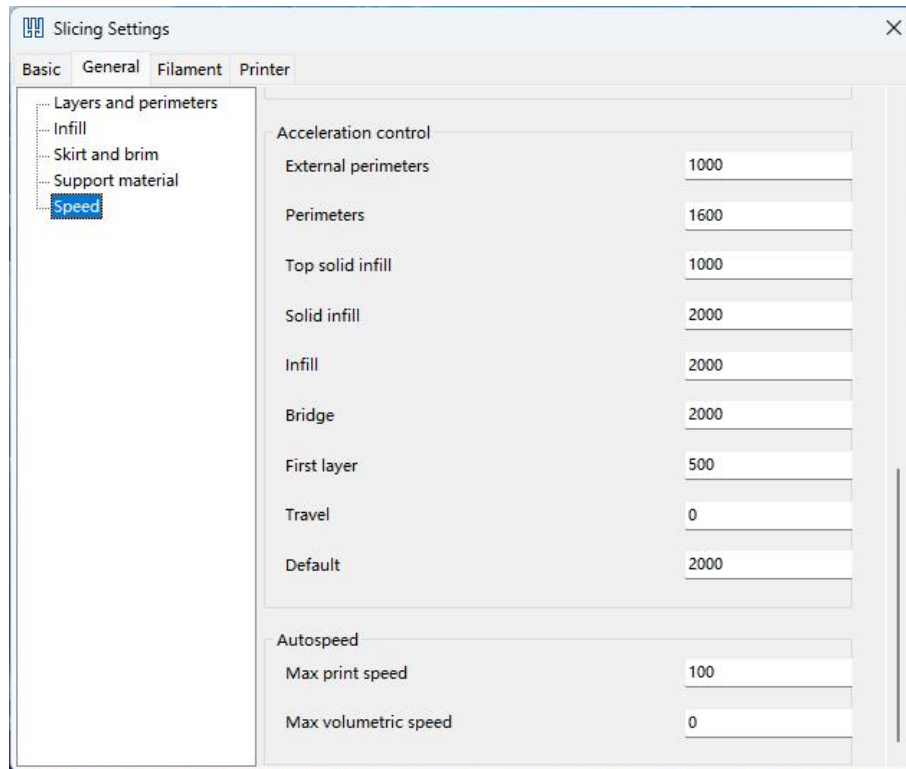 Slicing Settings
Basic General Filament Printer
Layers and perimeters
Infill
Skirt and brim
Support material
Speed
Acceleration control
External perimeters 1000
Perimeters 1600
Top solid infill 1000
Solid infill 2000
Infill 2000
Bridge 2000
First layer 500
Travel 0
Default 2000
Autospeed
Max print speed 100
Max volumetric speed 0